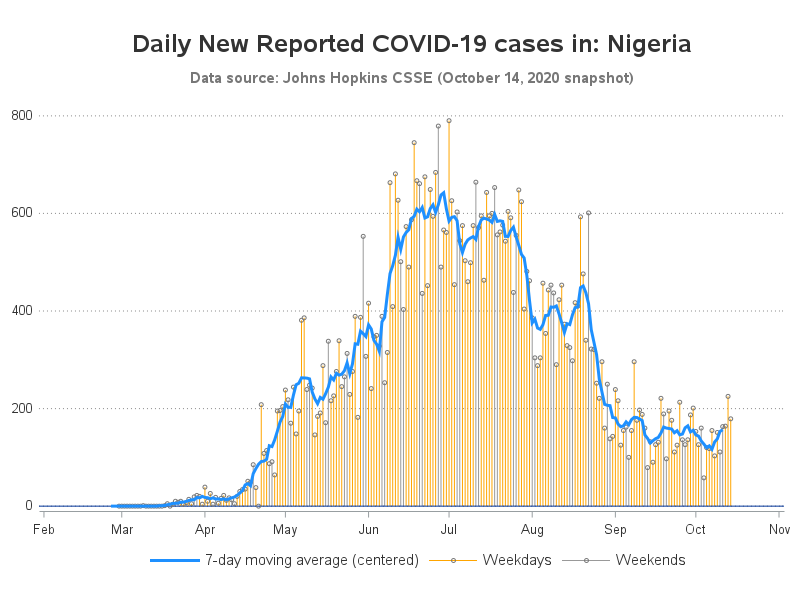 Daily New Reported COVID-19 cases in: Nigeria
Data source: Johns Hopkins CSSE (October 14, 2020 snapshot)
800
600
400
200
0
Feb Mar Apr May Jun Jul Aug Sep Oct Nov
7-day moving average (centered) Weekdays Weekends